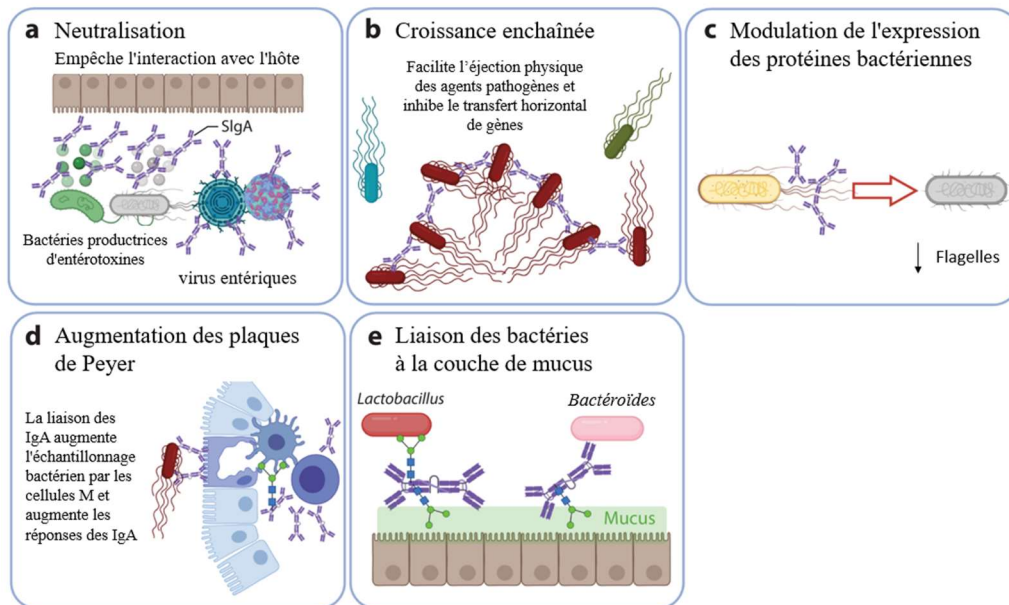 a Neutralisation
Empêche l'interaction avec l'hôte
SIgA
Bactéries productrices
d'entérotoxines
virus entériques
b Croissance enchaînée
Facilite l'éjection physique
des agents pathogènes et
inhibe le transfert horizontal
de gènes
c Modulation de l'expression
des protéines bactériennes
↓ Flagelles
d Augmentation des plaques
de Peyer
La liaison des
IgA augmente
l'échantillonnage
bactérien par les
cellules M et
augmente les
réponses des IgA
e Liaison des bactéries
à la couche de mucus
Lactobacillus
Bactéroïdes
Mucus